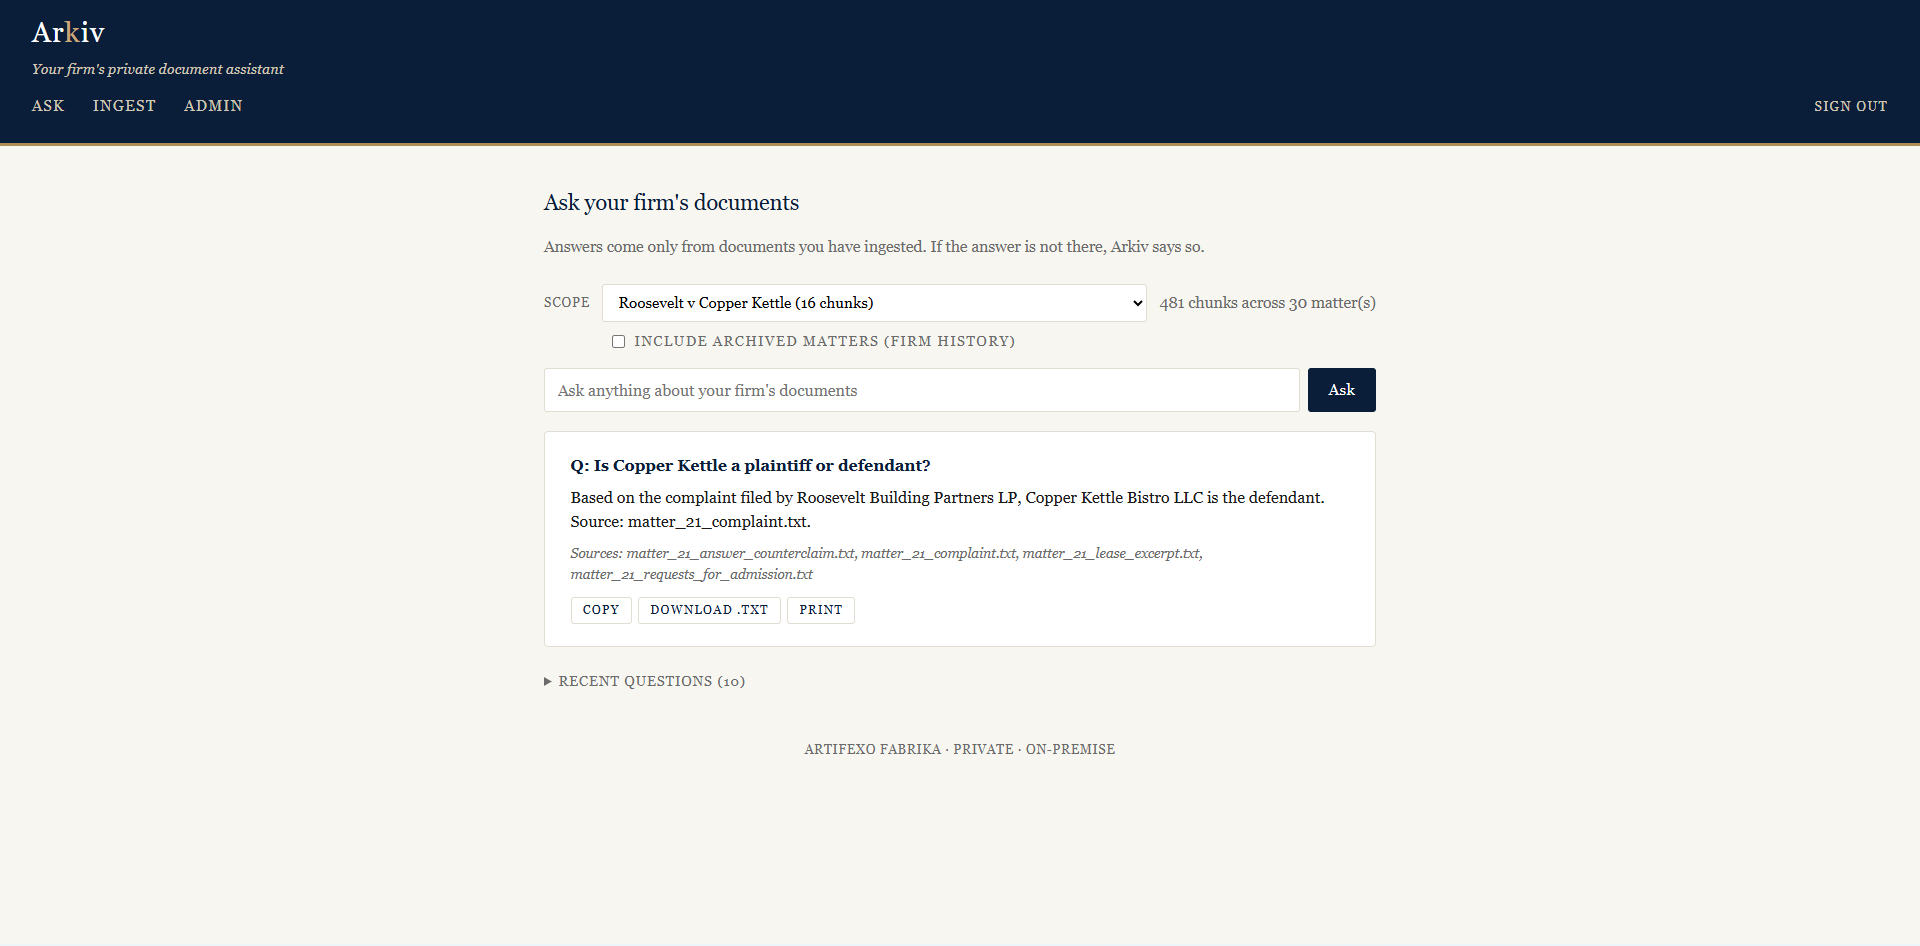 Arkiv
Your firm's private document assistant
ASK INGEST ADMIN SIGN OUT
Ask your firm's documents
Answers come only from documents you have ingested. If the answer is not there, Arkiv says so.
SCOPE Roosevelt v Copper Kettle (16 chunks) 481 chunks across 30 matter(s)
INCLUDE ARCHIVED MATTERS (FIRM HISTORY)
Ask anything about your firm's documents Ask
Q: Is Copper Kettle a plaintiff or defendant?
Based on the complaint filed by Roosevelt Building Partners LP, Copper Kettle Bistro LLC is the defendant.
Source: matter_21_complaint.txt.
Sources: matter_21_answer_counterclaim.txt, matter_21_complaint.txt, matter_21_lease_excerpt.txt,
matter_21_requests_for_admission.txt
COPY DOWNLOAD .TXT PRINT
RECENT QUESTIONS (10)
ARTIFEXO FABRIKA · PRIVATE · ON-PREMISE